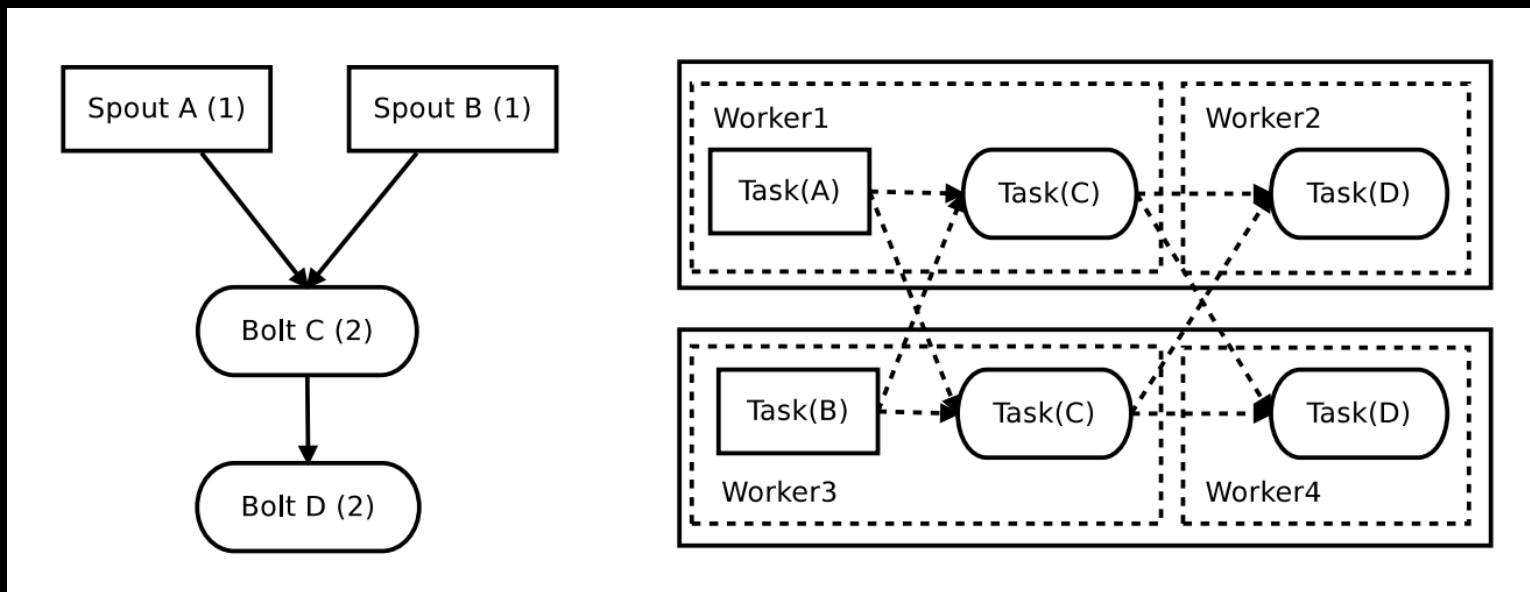 Spout A (1)
Spout B (1)
Bolt C (2)
Bolt D (2)
Worker1
Worker2
Task(A)
Task(C)
Task(D)
Task(B)
Task(C)
Task(D)
Worker3
Worker4